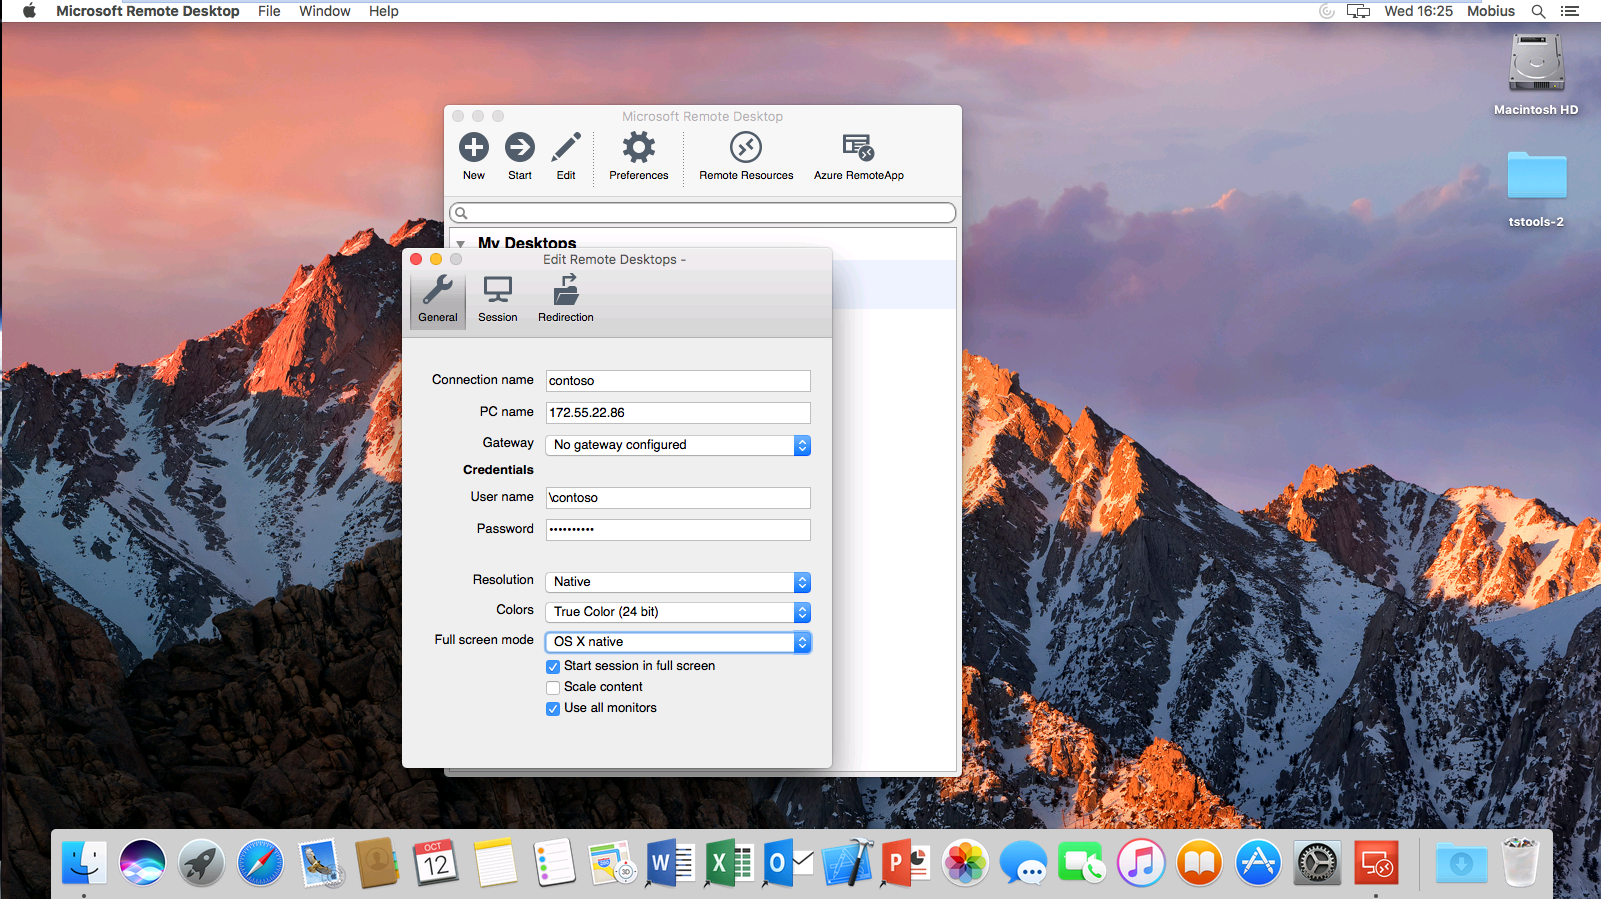 Microsoft Remote Desktop File Window Help Wed 16:25 Mobius
Macintosh HD
tstools-2
Microsoft Remote Desktop
New Start Edit Preferences Remote Resources Azure RemoteApp
My Desktops
Edit Remote Desktops -
General Session Redirection
Connection name contoso
PC name 172.55.22.86
Gateway No gateway configured
Credentials
User name \contoso
Password ••••••••••
Resolution Native
Colors True Color (24 bit)
Full screen mode OS X native
Start session in full screen
Scale content
Use all monitors
OCT
12
3D
W X O P